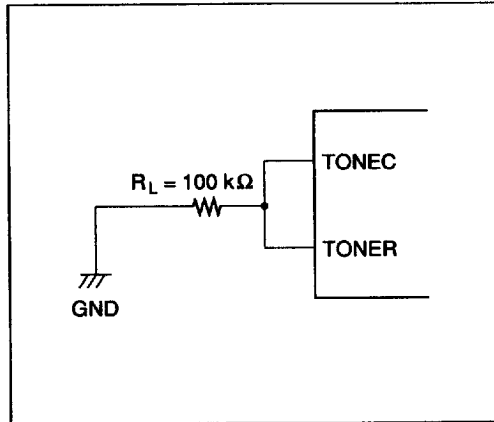 TONEC
R_L = 100 kΩ
TONER
GND